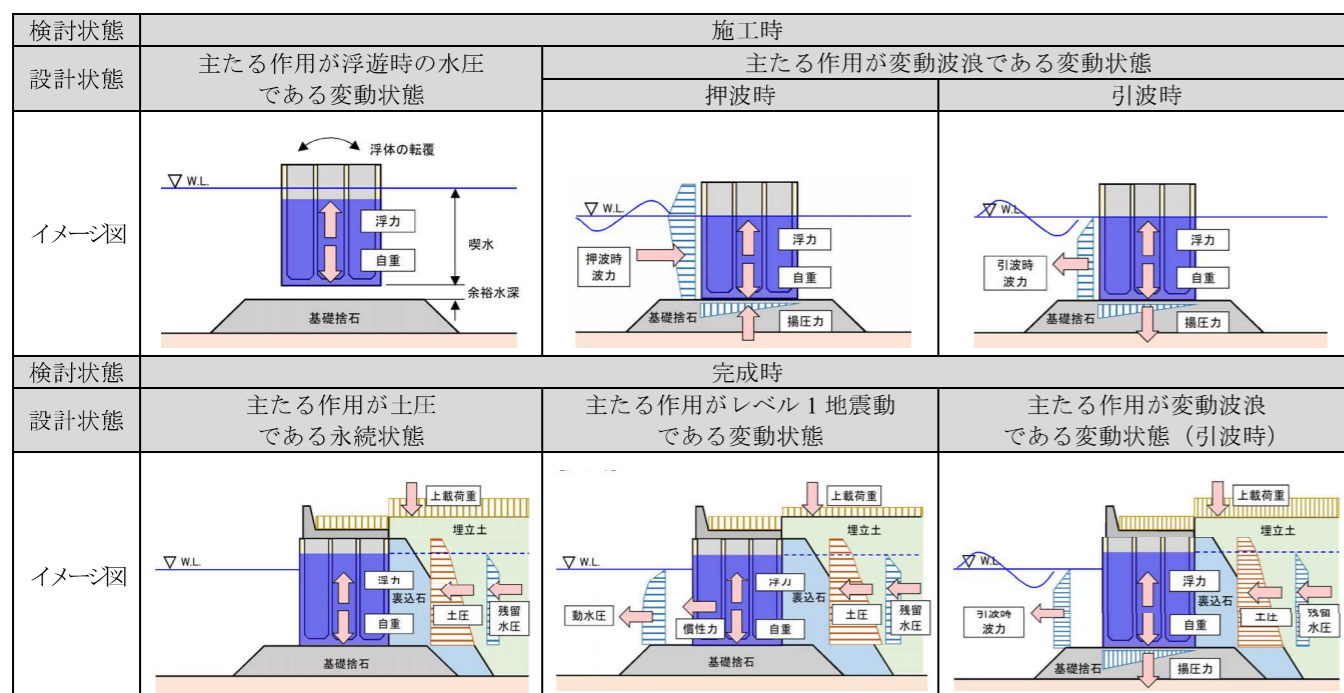 検討状態
施工時
設計状態
主たる作用が浮遊時の水圧
である変動状態
主たる作用が変動波浪である変動状態
押波時
引波時
イメージ図
浮体の転覆
W.L.
浮力
自重
喫水
余裕水深
基礎捨石
W.L.
押波時
波力
浮力
自重
基礎捨石
揚圧力
W.L.
引波時
波力
浮力
自重
基礎捨石
揚圧力
検討状態
完成時
設計状態
主たる作用が土圧
である永続状態
主たる作用がレベル1地震動
である変動状態
主たる作用が変動波浪
である変動状態（引波時）
イメージ図
上載荷重
埋立土
W.L.
浮力
裏込石
自重
土圧
残留
水圧
基礎捨石
上載荷重
埋立土
W.L.
動水圧
慣性力
浮力
裏込石
自重
土圧
残留
水圧
基礎捨石
上載荷重
埋立土
W.L.
引波時
波力
浮力
裏込石
自重
土圧
残留
水圧
基礎捨石
揚圧力